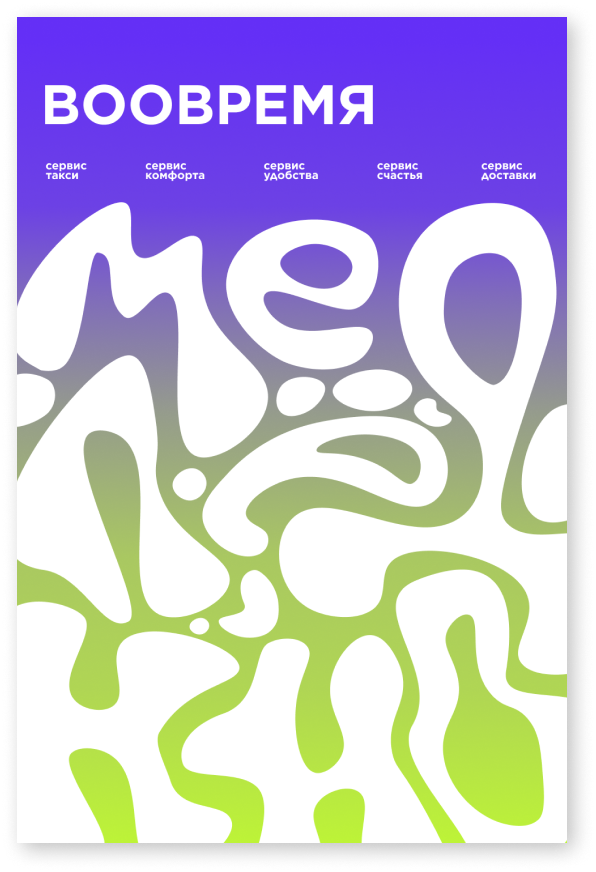 ВООВРЕМЯ
сервис
такси
сервис
комфорта
сервис
удобства
сервис
счастья
сервис
доставки